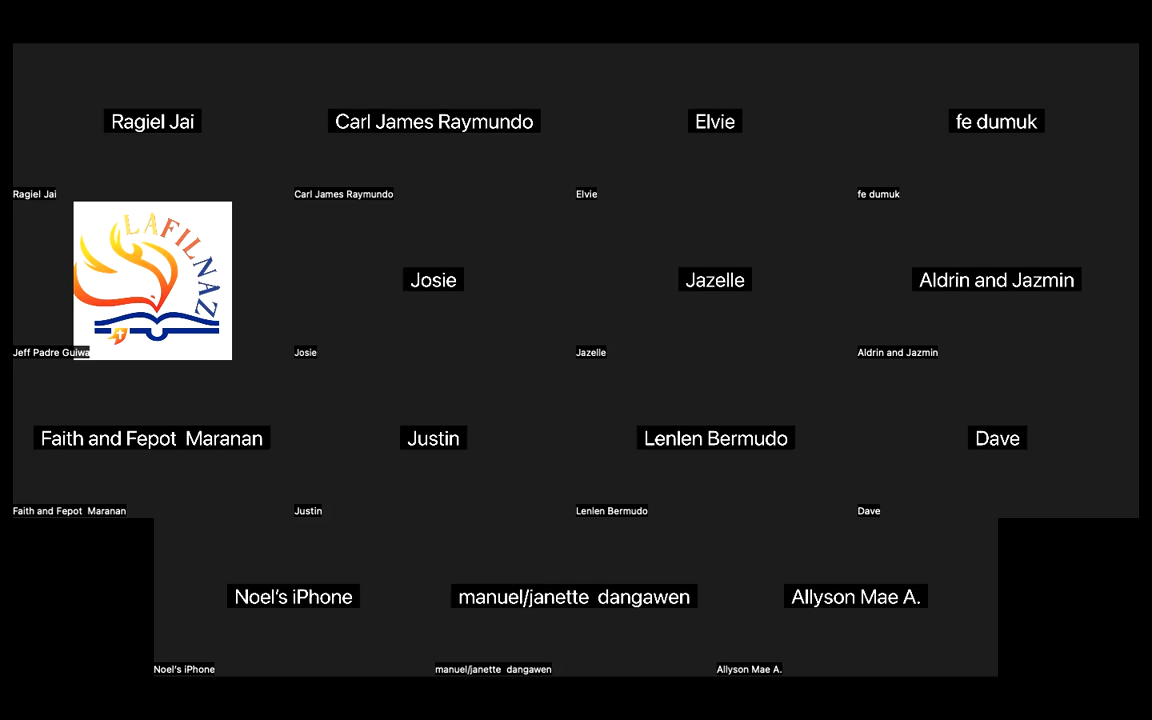 Ragiel Jai
Carl James Raymundo
Elvie
fe dumuk
Ragiel Jai
Carl James Raymundo
Elvie
fe dumuk
LAFILNAZ
Josie
Jazelle
Aldrin and Jazmin
Jeff Padre Guiwa
Josie
Jazelle
Aldrin and Jazmin
Faith and Fepot Maranan
Justin
Lenlen Bermudo
Dave
Faith and Fepot Maranan
Justin
Lenlen Bermudo
Dave
Noel's iPhone
manuel/janette dangawen
Allyson Mae A.
Noel's iPhone
manuel/janette dangawen
Allyson Mae A.